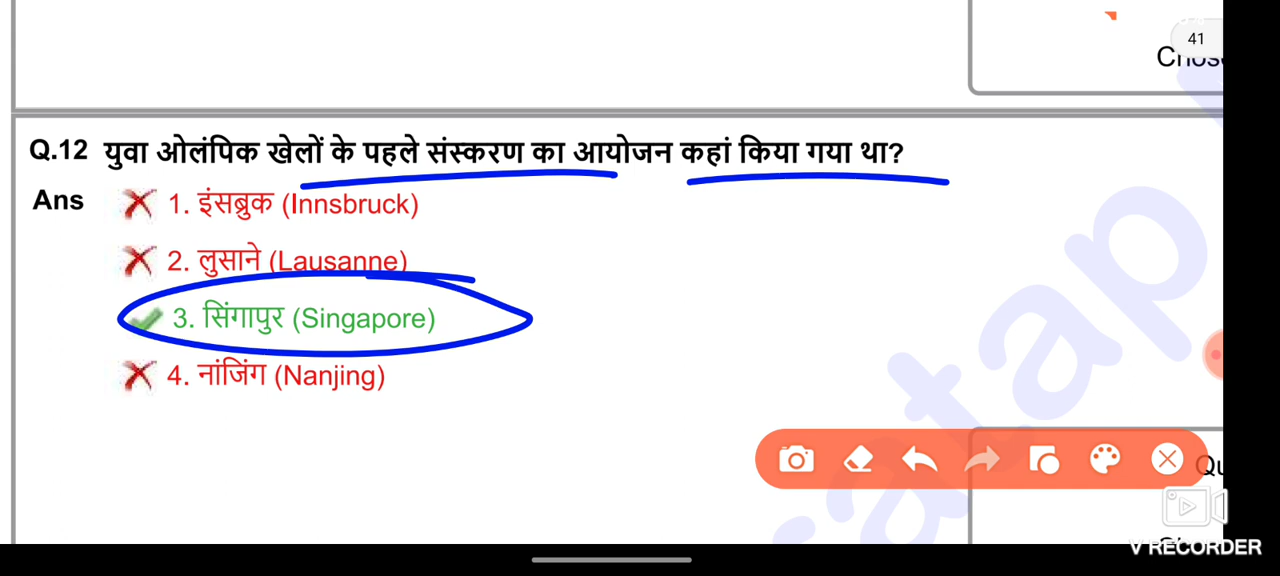 41
Q.12 युवा ओलंपिक खेलों के पहले संस्करण का आयोजन कहां किया गया था?
Ans 1. इंसब्रुक (Innsbruck)
2. लुसाने (Lausanne)
3. सिंगापुर (Singapore)
4. नांजिंग (Nanjing)
V RECORDER